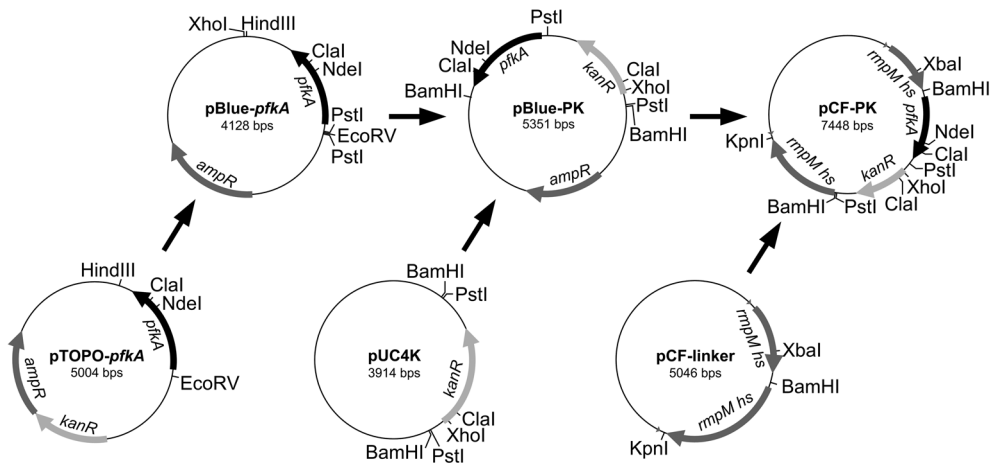 XhoI
HindIII
ClaI
NdeI
pfkA
PstI
EcoRV
PstI
ampR
pBlue-pfkA
4128 bps
PstI
NdeI
ClaI
pfkA
BamHI
kanR
ClaI
XhoI
PstI
BamHI
ampR
pBlue-PK
5351 bps
rmpM hs
XbaI
BamHI
pfkA
NdeI
ClaI
PstI
XhoI
ClaI
kanR
PstI
BamHI
rmpM hs
KpnI
pCF-PK
7448 bps
HindIII
ClaI
NdeI
pfkA
EcoRV
kanR
ampR
pTOPO-pfkA
5004 bps
BamHI
PstI
kanR
ClaI
XhoI
PstI
BamHI
pUC4K
3914 bps
rmpM hs
XbaI
BamHI
rmpM hs
KpnI
pCF-linker
5046 bps